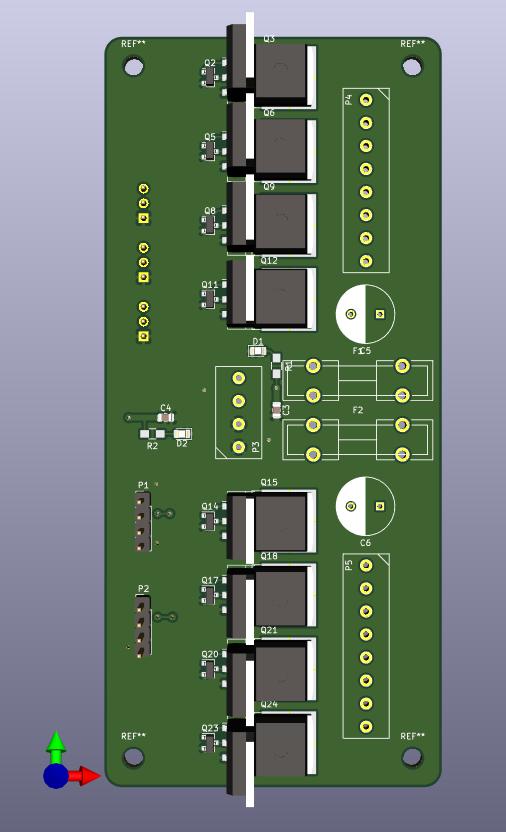 REF**
REF**
Q3
Q2
P4
Q6
Q5
Q9
Q8
Q12
Q11
D1
F1
C5
R1
C4
C3
F2
R2
D2
P3
Q15
P1
Q14
C6
Q18
P5
Q17
P2
Q21
Q20
Q24
Q23
REF**
REF**